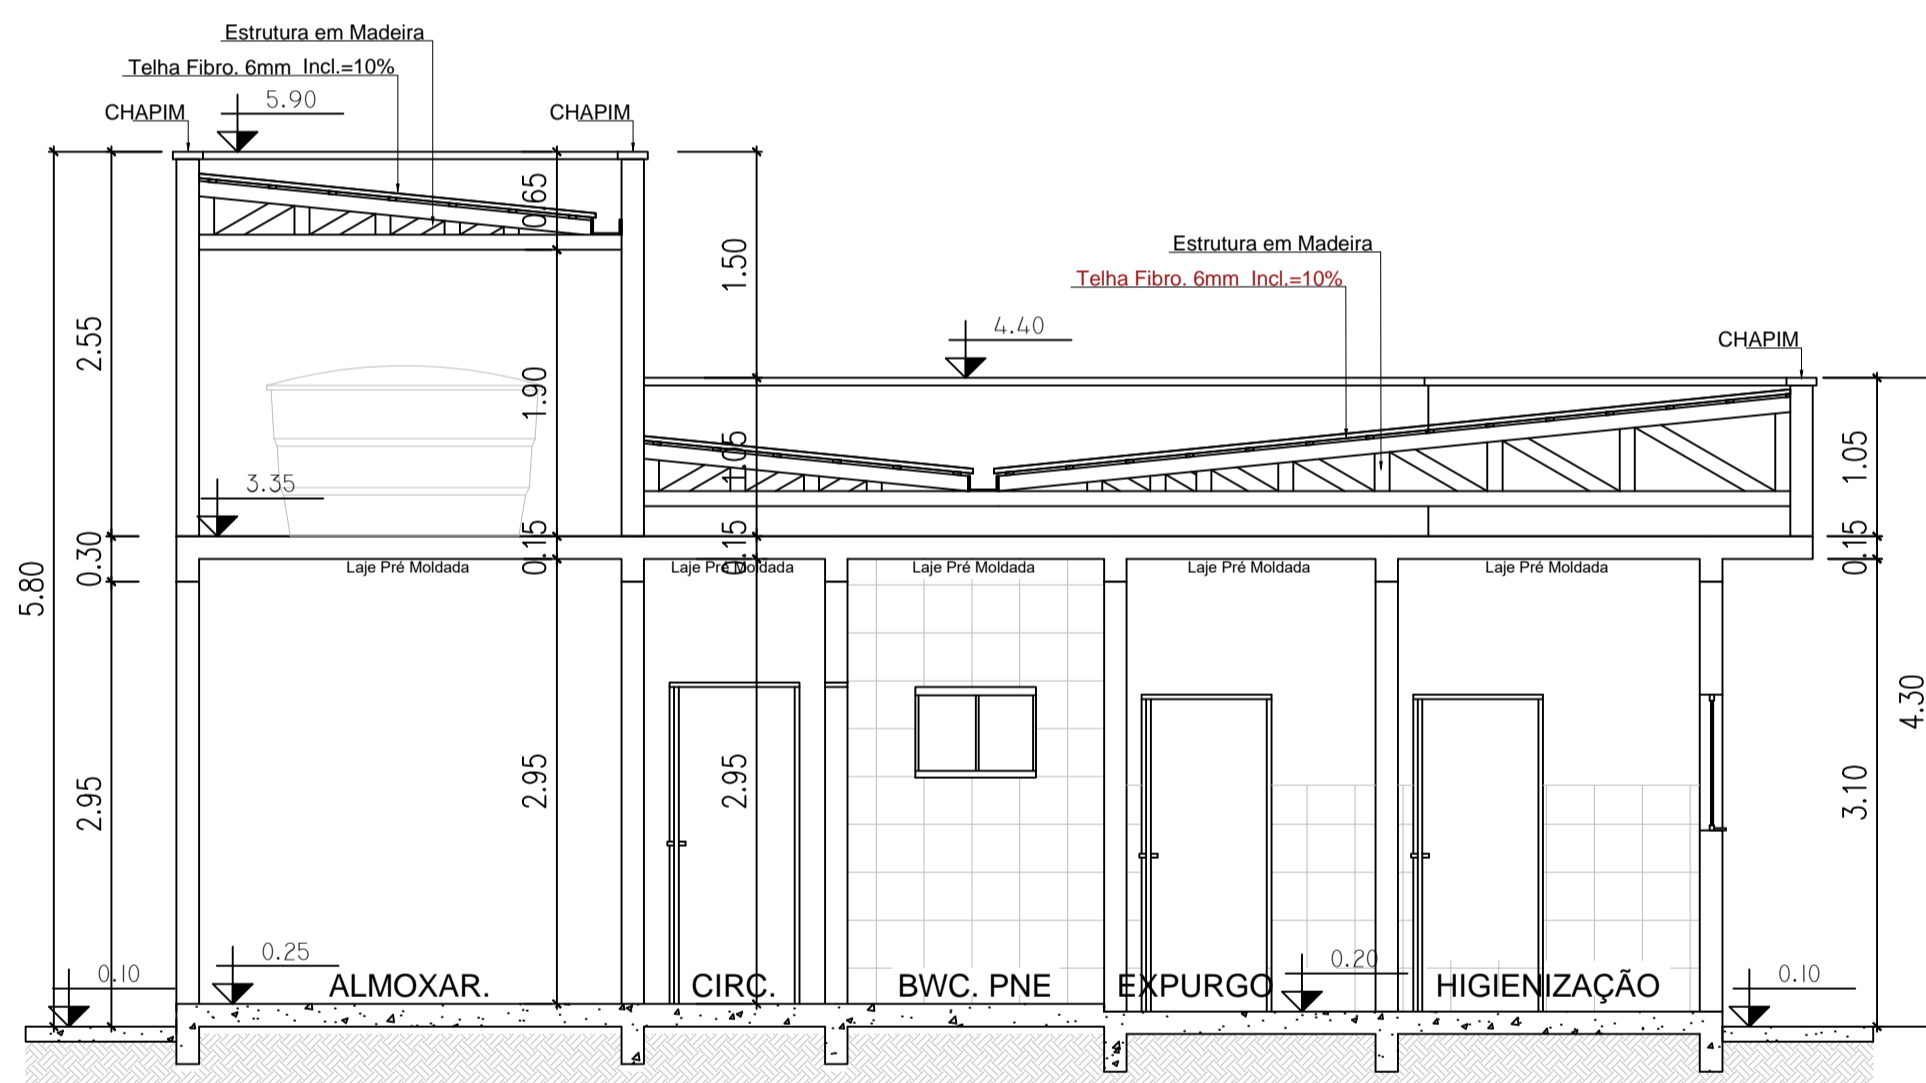 Estrutura em Madeira
Telha Fibro. 6mm Incl.=10%
5.90
CHAPIM
CHAPIM
0.65
1.50
Estrutura em Madeira
Telha Fibro. 6mm Incl.=10%
4.40
CHAPIM
2.55
1.90
1.05
1.05
3.35
0.30
0.15
0.15
0.15
5.80
Laje Pré Moldada
Laje Pré Moldada
Laje Pré Moldada
Laje Pré Moldada
Laje Pré Moldada
4.30
2.95
2.95
2.95
3.10
0.10
0.25
ALMOXAR.
CIRC.
BWC. PNE
EXPURGO
0.20
HIGIENIZAÇÃO
0.10